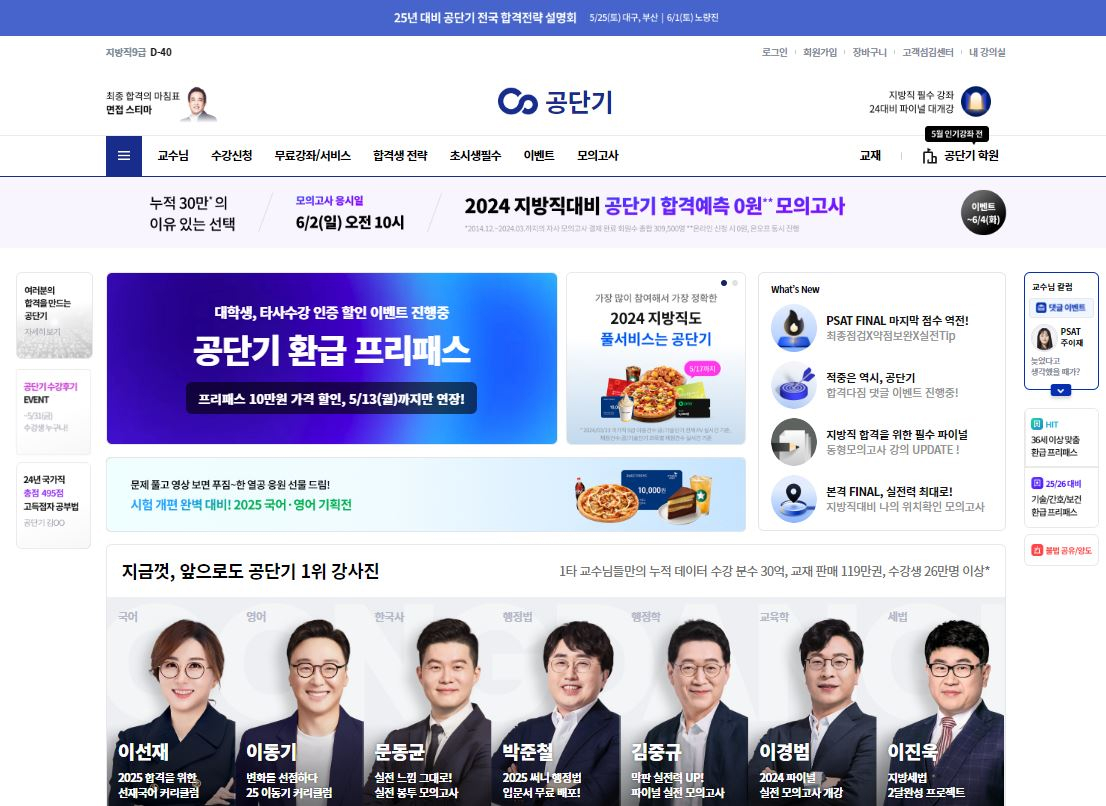 25년 대비 공단기 전국 합격전략 설명회 5/25(토) 대구, 부산 | 6/1(토) 노량진
지방직9급 D-40
로그인 회원가입 장바구니 고객섬김센터 내 강의실
최종 합격의 마침표
면접 스티마
공단기
지방직 필수 강좌
24대비 파이널 대개강
5월 인기강좌 전
교수님 수강신청 무료강좌/서비스 합격생 전략 초시생필수 이벤트 모의고사
교재 공단기 학원
누적 30만* 의
이유 있는 선택
모의고사 응시일
6/2(일) 오전 10시
2024 지방직대비 공단기 합격예측 0원** 모의고사
*2014.12.~2024.03.까지의 자사 모의고사 결제 완료 회원수 총합 309,500명 **온라인 신청 시 0원, 온오프 동시 진행
이벤트
~6/4(화)
여러분의
합격을 만드는
공단기
자세히보기
공단기 수강후기
EVENT
~5/31(금)
수강생 누구나!
24년 국가직
총점 495점
고득점자 공부법
공단기 김OO
대학생, 타사수강 인증 할인 이벤트 진행중
공단기 환급 프리패스
프리패스 10만원 가격 할인, 5/13(월)까지만 연장!
가장 많이 참여해서 가장 정확한
2024 지방직도
풀서비스는 공단기
5/17까지
문제 풀고 영상 보면 푸짐~한 열공 응원 선물 드림!
시험 개편 완벽 대비! 2025 국어·영어 기획전
10,000원
What's New
PSAT FINAL 마지막 점수 역전!
최종점검X약점보완X실전Tip
적중은 역시, 공단기
합격다짐 댓글 이벤트 진행중!
지방직 합격을 위한 필수 파이널
동형모의고사 강의 UPDATE !
본격 FINAL, 실전력 최대로!
지방직대비 나의 위치확인 모의고사
교수님 칼럼
댓글 이벤트
PSAT
주이재
늦었다고
생각했을 때가?
HIT
36세 이상 맞춤
환급 프리패스
25/26 대비
기술/간호/보건
환급 프리패스
불법 공유/양도
지금껏, 앞으로도 공단기 1위 강사진
1타 교수님들만의 누적 데이터 수강 분수 30억, 교재 판매 119만권, 수강생 26만명 이상*
국어 영어 한국사 행정법 행정학 교육학 세법
이선재 이동기 문동균 박준철 김중규 이경범 이진욱
2025 합격을 위한 변화를 선점하다 실전 느낌 그대로! 2025 써니 행정법 막판 실전력 UP! 2024 파이널 지방세법
선재국어 커리큘럼 25 이동기 커리큘럼 실전 봉투 모의고사 입문서 무료 배포! 파이널 실전 모의고사 실전 모의고사 개강 2달완성 프로젝트